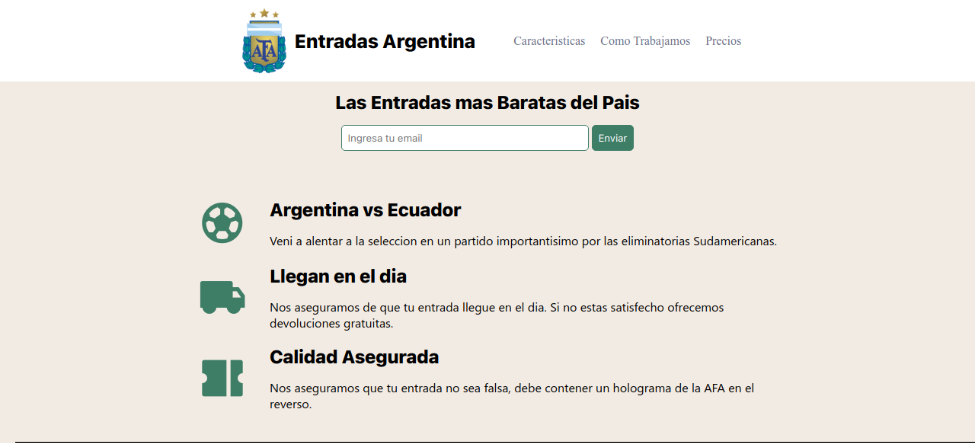 AFA
Entradas Argentina
Caracteristicas
Como Trabajamos
Precios
Las Entradas mas Baratas del Pais
Ingresa tu email
Enviar
Argentina vs Ecuador
Veni a alentar a la seleccion en un partido importantisimo por las eliminatorias Sudamericanas.
Llegan en el dia
Nos aseguramos de que tu entrada llegue en el dia. Si no estas satisfecho ofrecemos
devoluciones gratuitas.
Calidad Asegurada
Nos aseguramos que tu entrada no sea falsa, debe contener un holograma de la AFA en el
reverso.